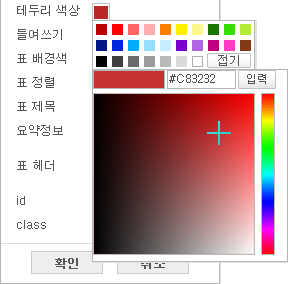 테두리 색상
들여쓰기
표 배경색
접기
표 정렬
#C83232
입력
표 제목
요약정보
표 헤더
id
class
확인
취소